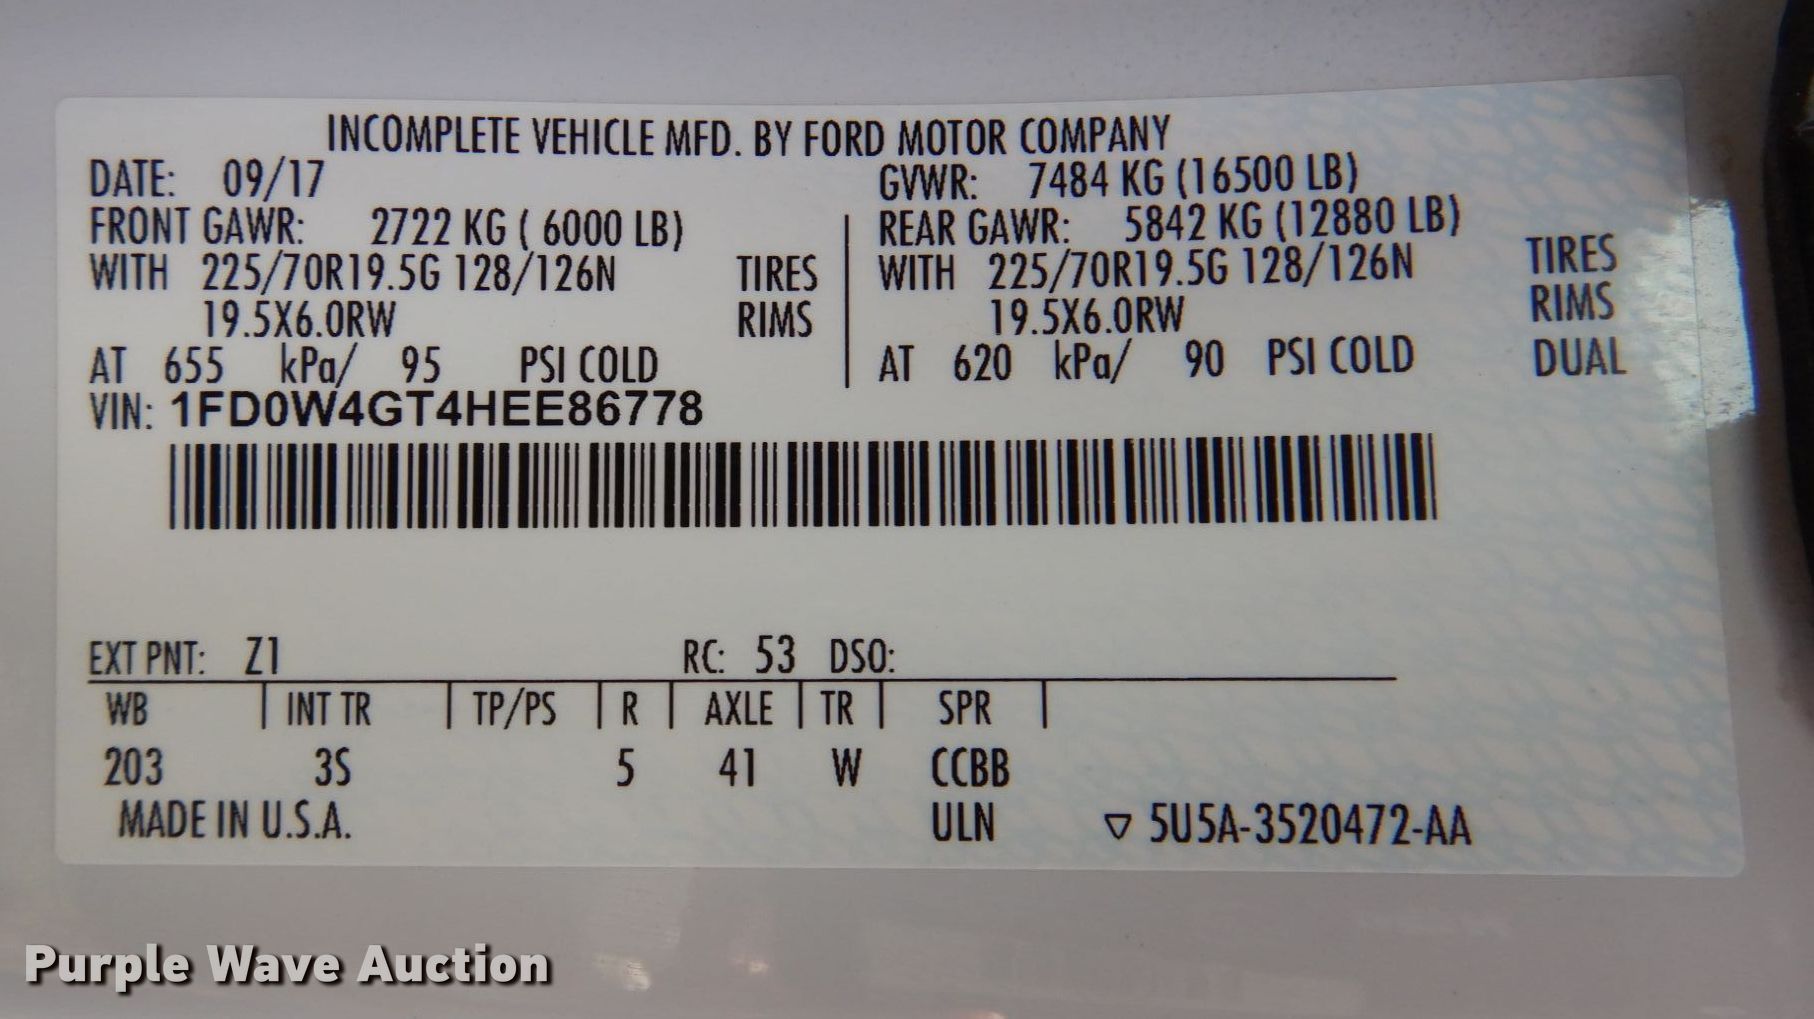 INCOMPLETE VEHICLE MFD. BY FORD MOTOR COMPANY
DATE: 09/17 GVWR: 7484 KG (16500 LB)
FRONT GAWR: 2722 KG ( 6000 LB) REAR GAWR: 5842 KG (12880 LB)
WITH 225/70R19.5G 128/126N TIRES WITH 225/70R19.5G 128/126N TIRES
19.5X6.0RW RIMS 19.5X6.0RW RIMS
AT 655 kPa/ 95 PSI COLD AT 620 kPa/ 90 PSI COLD DUAL
VIN: 1FD0W4GT4HEE86778
EXT PNT: Z1 RC: 53 DSO:
WB INT TR TP/PS R AXLE TR SPR
203 3S 5 41 W CCBB
MADE IN U.S.A. ULN ▽ 5U5A-3520472-AA
Purple Wave Auction